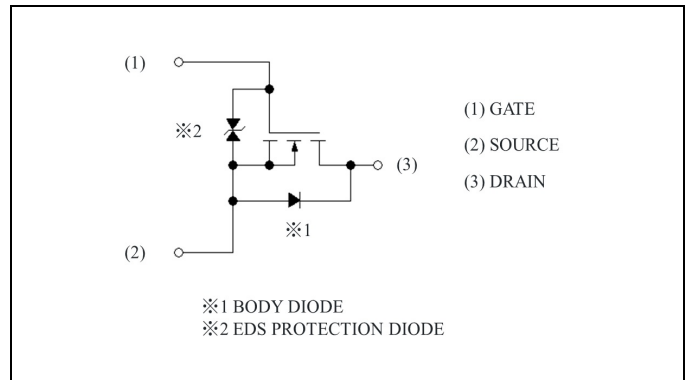 (1)
(1) GATE
※2
(2) SOURCE
(3)
(3) DRAIN
※1
(2)
※1 BODY DIODE
※2 EDS PROTECTION DIODE